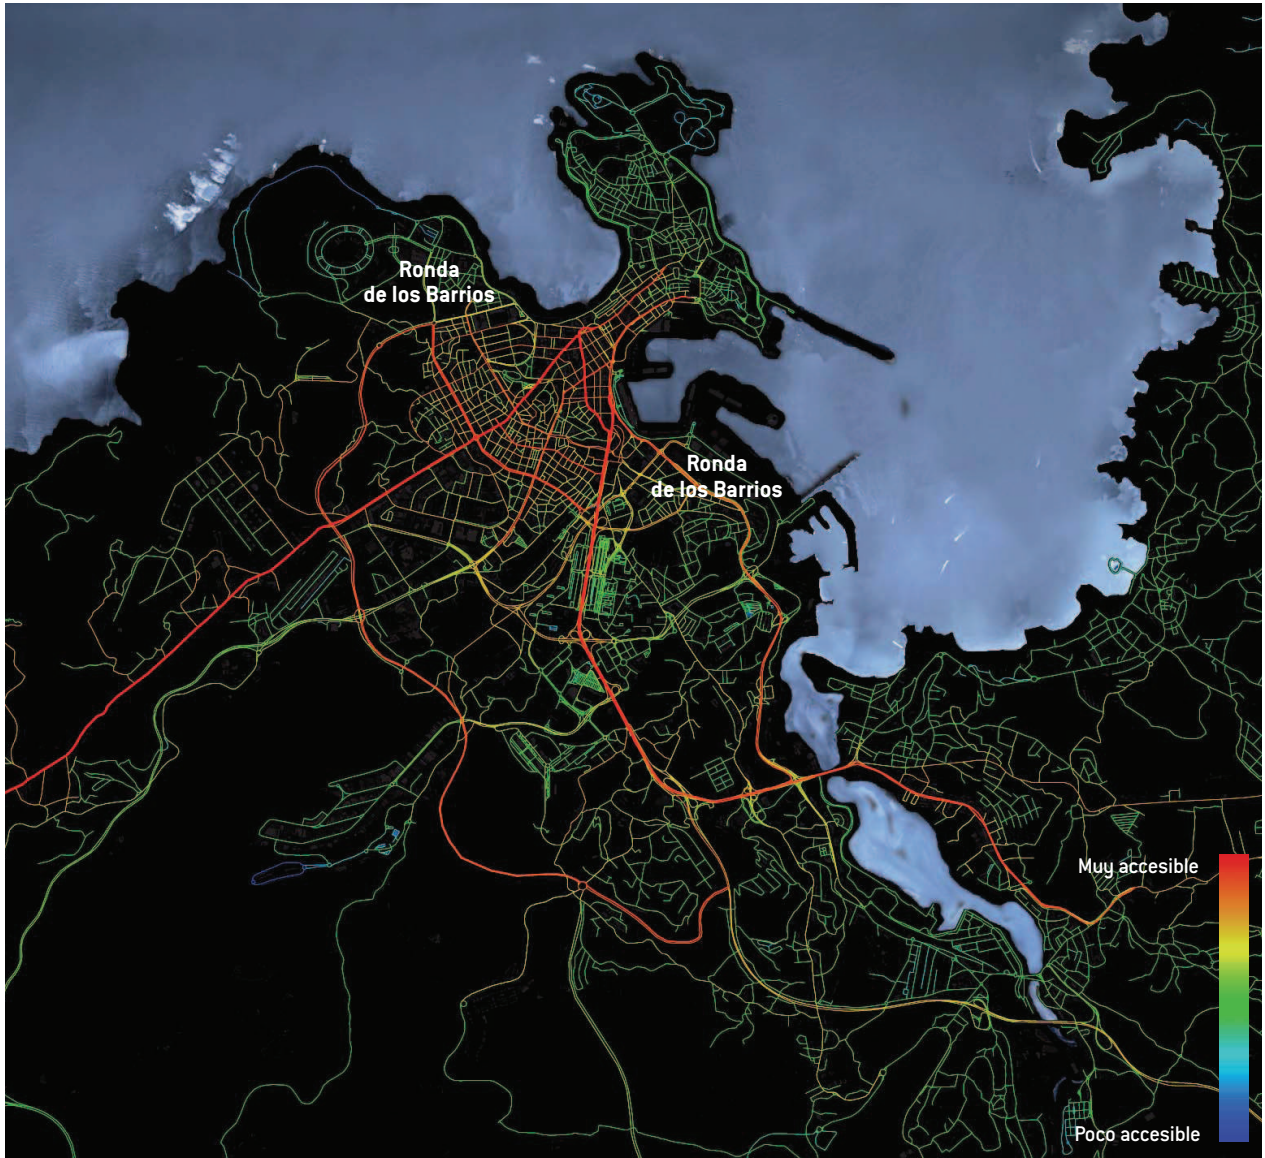 Ronda
de los Barrios
Ronda
de los Barrios
Muy accesible
Poco accesible